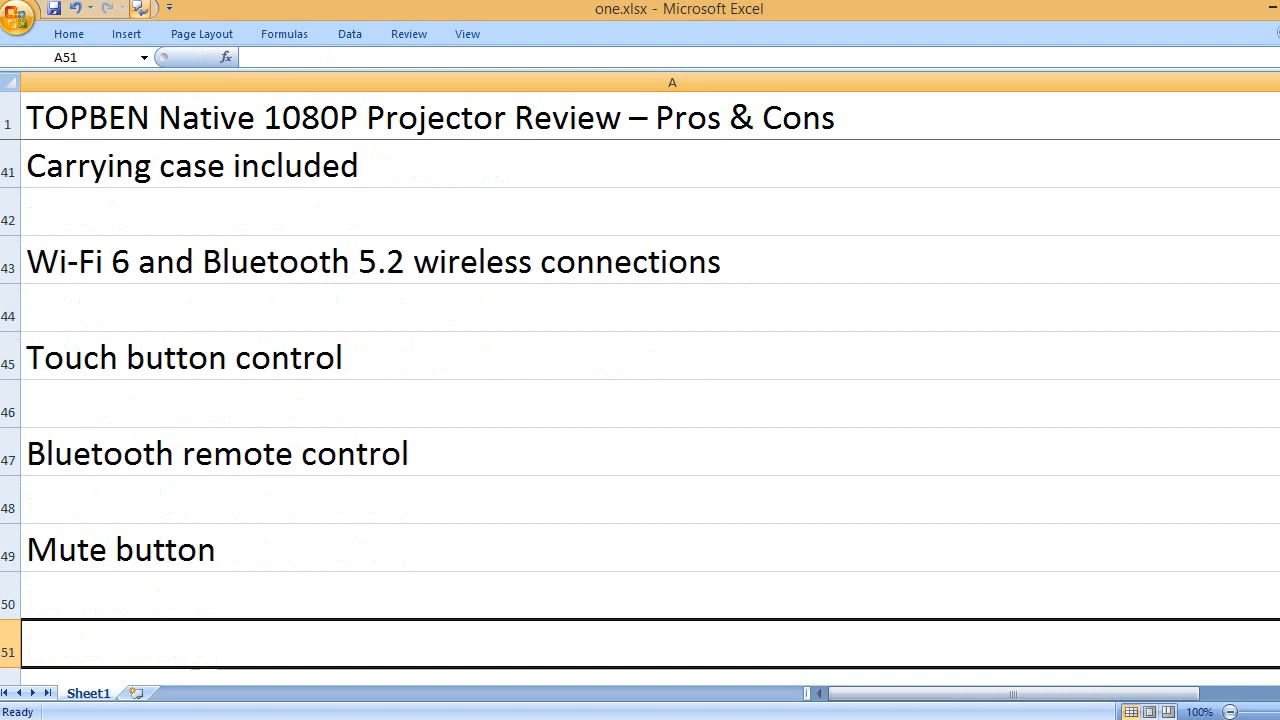 one.xlsx - Microsoft Excel
Home Insert Page Layout Formulas Data Review View
A51 fx
A
1 TOPBEN Native 1080P Projector Review – Pros & Cons
41 Carrying case included
42
43 Wi-Fi 6 and Bluetooth 5.2 wireless connections
44
45 Touch button control
46
47 Bluetooth remote control
48
49 Mute button
50
51
Sheet1
Ready 100%